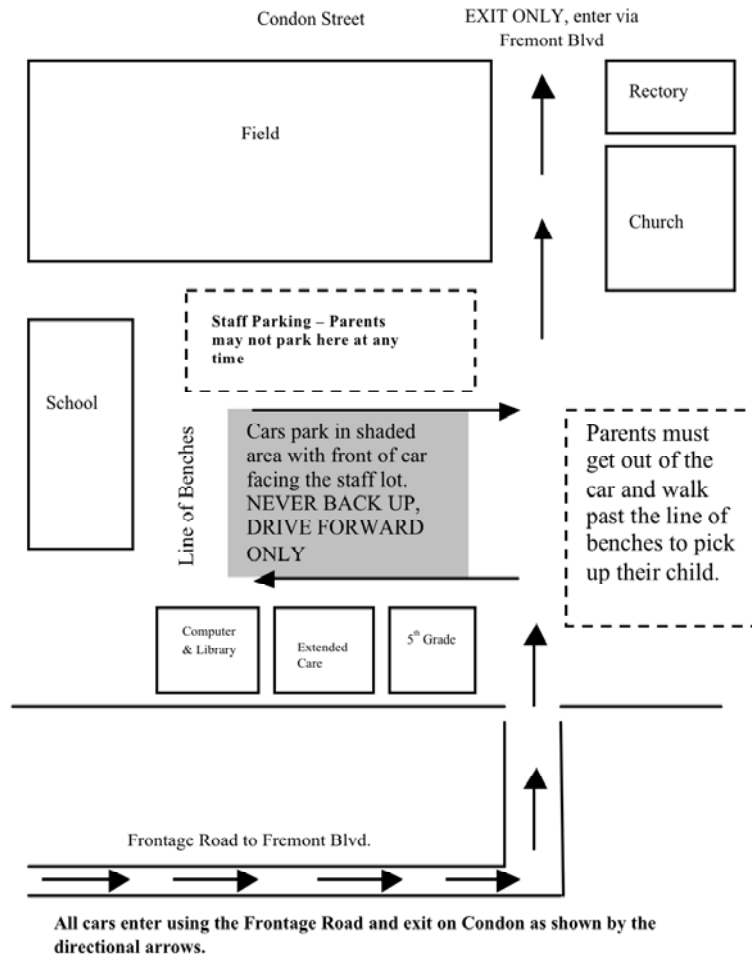 Condon Street
EXIT ONLY, enter via
Fremont Blvd
Field
Rectory
Church
Staff Parking – Parents
may not park here at any
time
School
Line of Benches
Cars park in shaded
area with front of car
facing the staff lot.
NEVER BACK UP,
DRIVE FORWARD
ONLY
Parents must
get out of the
car and walk
past the line of
benches to pick
up their child.
Computer
& Library
Extended
Care
5th Grade
Frontage Road to Fremont Blvd.
All cars enter using the Frontage Road and exit on Condon as shown by the
directional arrows.